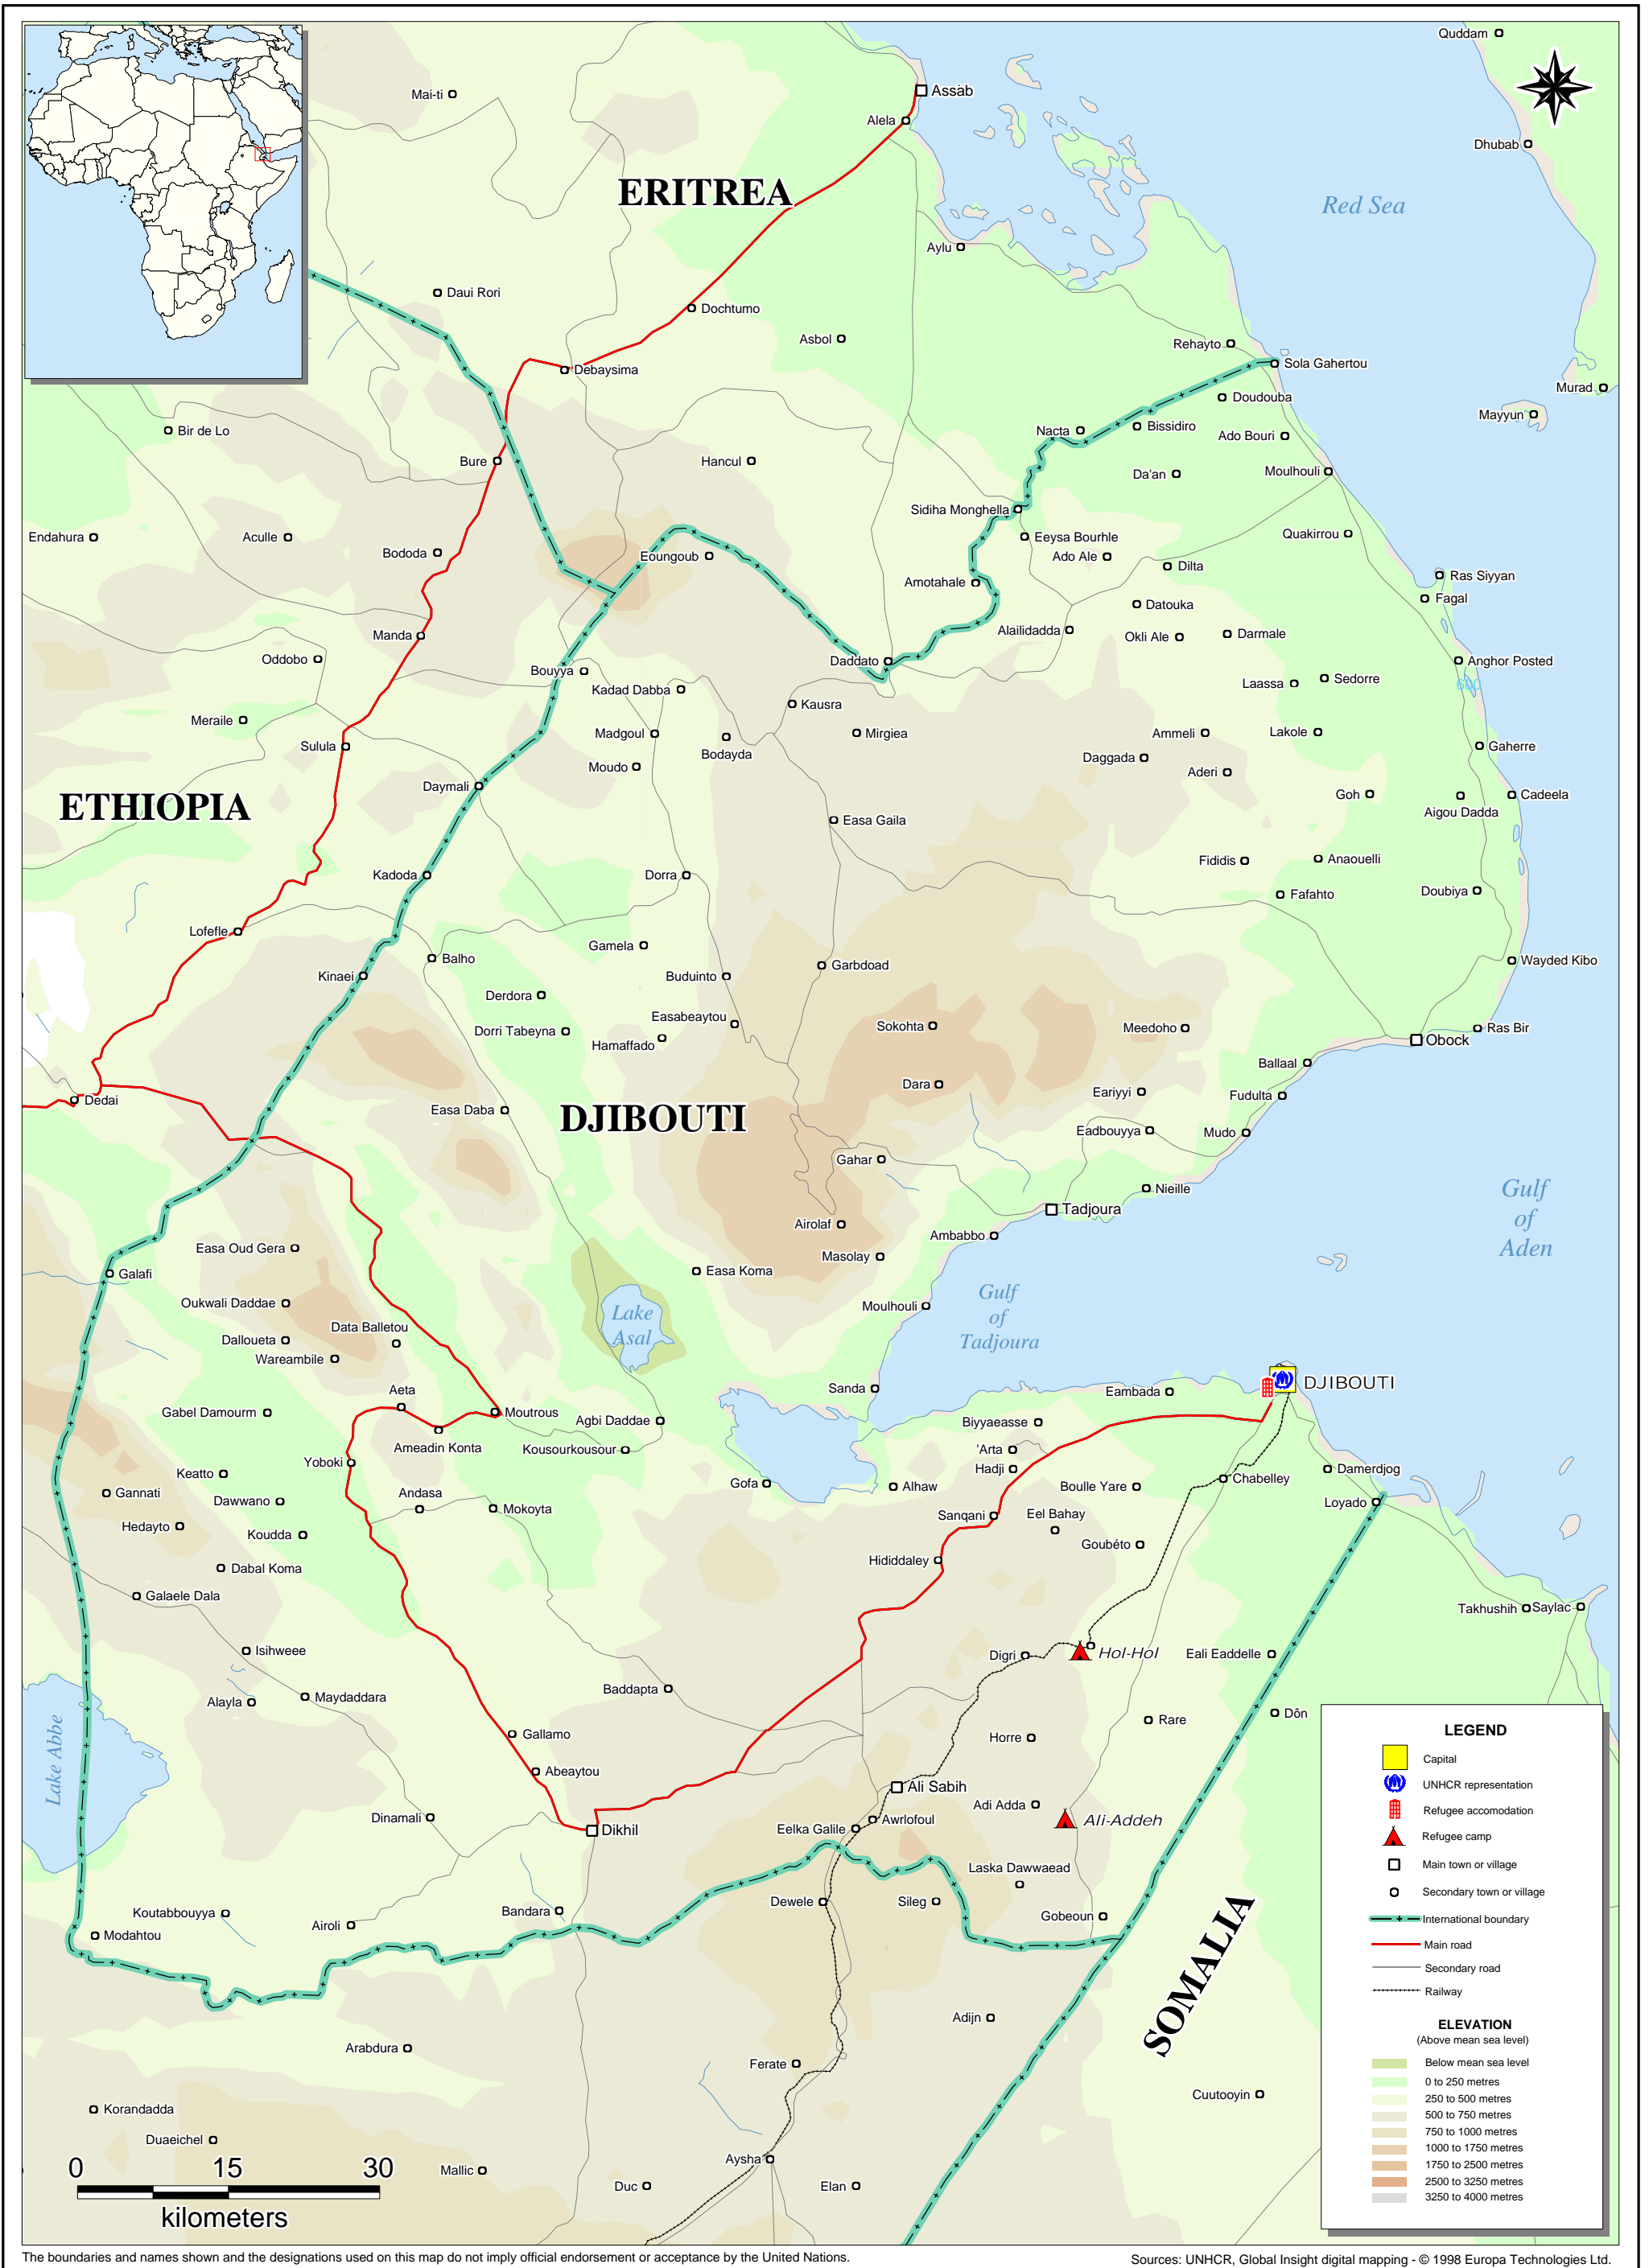 Quddam
Mai-ti
Assab
Alela
Dhubab
ERITREA
Red Sea
Aylu
Daui Rori
Dochtumo
Asbol
Rehayto
Sola Gahertou
Debaysima
Murad
Doudouba
Mayyun
Bir de Lo
Nacta
Bissidiro
Ado Bouri
Bure
Hancul
Da'an
Moulhouli
Sidiha Monghella
Endahura
Aculle
Eeysa Bourhle
Quakirrou
Bododa
Eoungoub
Ado Ale
Dilta
Amotahale
Ras Siyyan
Fagal
Datouka
Manda
Alailidadda
Okli Ale
Darmale
Oddobo
Daddato
Anghor Posted
Bouyya
Laassa
Sedorre
600
Kadad Dabba
Kausra
Meraile
Madgoul
Mirgiea
Ammeli
Lakole
Sulula
Bodayda
Gaherre
Daggada
Moudo
Aderi
Daymali
ETHIOPIA
Goh
Cadeela
Aigou Dadda
Easa Gaila
Fididis
Anaouelli
Kadoda
Dorra
Fafahto
Doubiya
Lofefle
Gamela
Balho
Garbdoad
Wayded Kibo
Kinaei
Buduinto
Derdora
Easabeaytou
Sokohta
Meedoho
Ras Bir
Dorri Tabeyna
Hamaffado
Obock
Ballaal
Dara
Eariyyi
Fudulta
Dedai
Easa Daba
DJIBOUTI
Eadbouyya
Mudo
Gahar
Nieille
Gulf
of
Aden
Tadjoura
Airolaf
Ambabbo
Easa Oud Gera
Masolay
Galafi
Easa Koma
Oukwali Daddae
Moulhouli
Gulf
of
Tadjoura
Lake
Asal
Data Balletou
Dalloueta
Wareambile
DJIBOUTI
Aeta
Sanda
Eambada
Gabel Damourm
Moutrous
Agbi Daddae
Biyyaeasse
Ameadin Konta
Kousourkousour
'Arta
Yoboki
Hadji
Damerdjog
Keatto
Chabelley
Gofa
Alhaw
Boulle Yare
Gannati
Dawwano
Andasa
Mokoyta
Loyado
Sanqani
Eel Bahay
Hedayto
Koudda
Goubéto
Hididdaley
Dabal Koma
Galaele Dala
Takhushih
Saylac
Isihweee
Digri
Hol-Hol
Eali Eaddelle
Baddapta
Alayla
Maydaddara
Dôn
Rare
Lake Abbe
Gallamo
Horre
Abeaytou
Ali Sabih
Adi Adda
Dinamali
Awrlofoul
Ali-Addeh
Dikhil
Eelka Galile
Laska Dawwaead
Dewele
Sileg
Koutabbouyya
Bandara
Airoli
Gobeoun
Modahtou
SOMALIA
Adijn
Arabdura
Ferate
Cuutooyin
Korandadda
Duaeichel
Aysha
Mallic
Duc
Elan
0 15 30
kilometers
LEGEND
Capital
UNHCR representation
Refugee accomodation
Refugee camp
Main town or village
Secondary town or village
International boundary
Main road
Secondary road
Railway
ELEVATION
(Above mean sea level)
Below mean sea level
0 to 250 metres
250 to 500 metres
500 to 750 metres
750 to 1000 metres
1000 to 1750 metres
1750 to 2500 metres
2500 to 3250 metres
3250 to 4000 metres
The boundaries and names shown and the designations used on this map do not imply official endorsement or acceptance by the United Nations.
Sources: UNHCR, Global Insight digital mapping - © 1998 Europa Technologies Ltd.